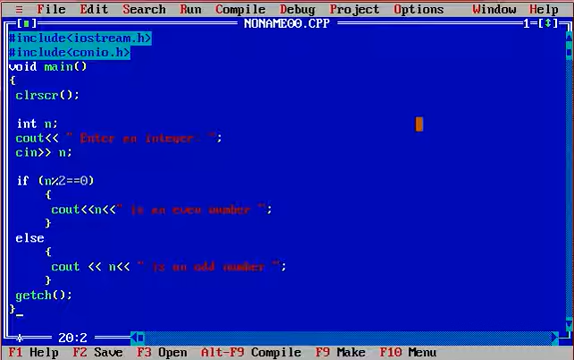 ≡ File Edit Search Run Compile Debug Project Options Window Help
[■] NONAME00.CPP 1=[↕]
#include<iostream.h>
#include<conio.h>
void main()
{
clrscr();
int n;
cout<< " Enter an integer. ";
cin>> n;
if (n%2==0)
{
cout<<n<<" is an even number ";
}
else
{
cout << n<< " is an odd number ";
}
getch();
}
* 20:2
F1 Help F2 Save F3 Open Alt-F9 Compile F9 Make F10 Menu